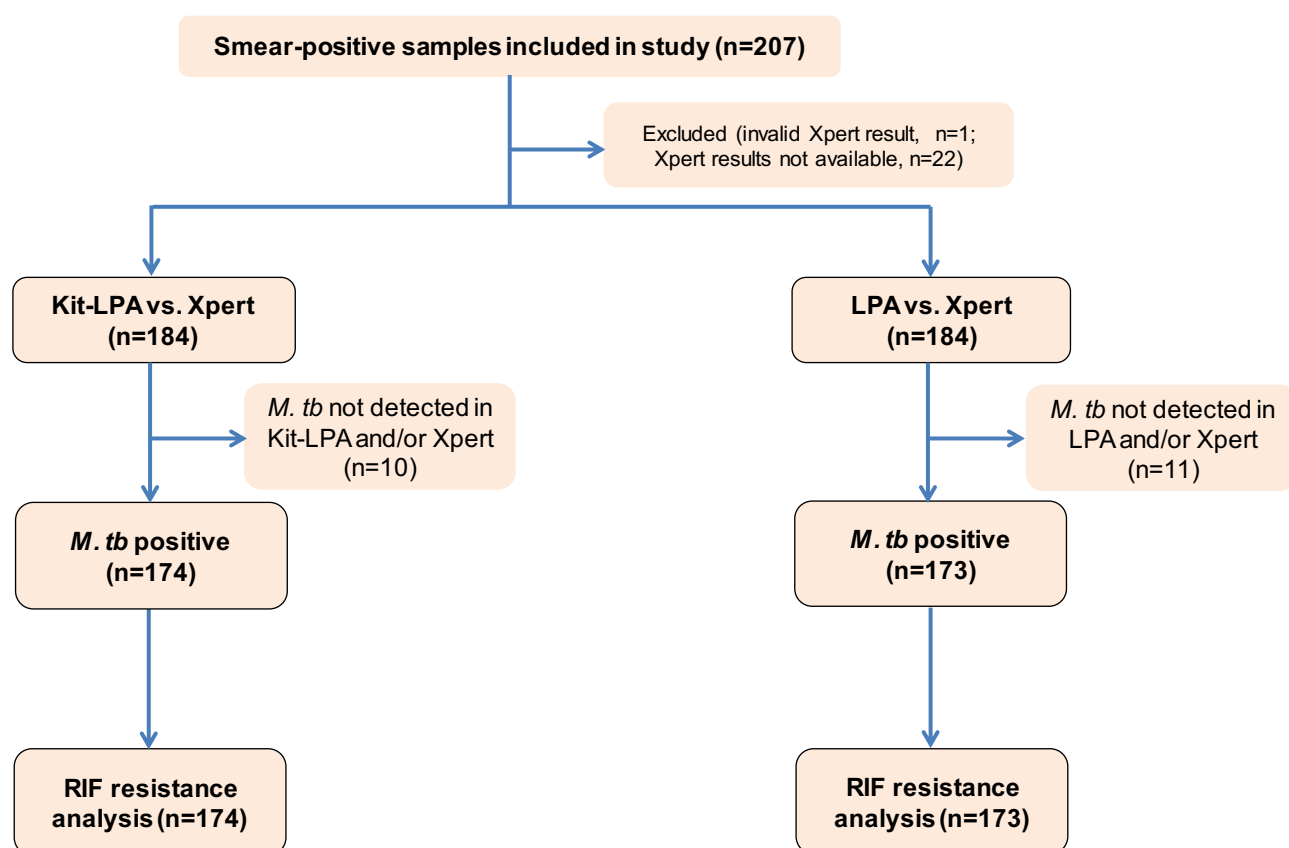 Smear-positive samples included in study (n=207)
Excluded (invalid Xpert result, n=1;
Xpert results not available, n=22)
Kit-LPA vs. Xpert
(n=184)
LPA vs. Xpert
(n=184)
M. tb not detected in
Kit-LPA and/or Xpert
(n=10)
M. tb not detected in
LPA and/or Xpert
(n=11)
M. tb positive
(n=174)
M. tb positive
(n=173)
RIF resistance
analysis (n=174)
RIF resistance
analysis (n=173)